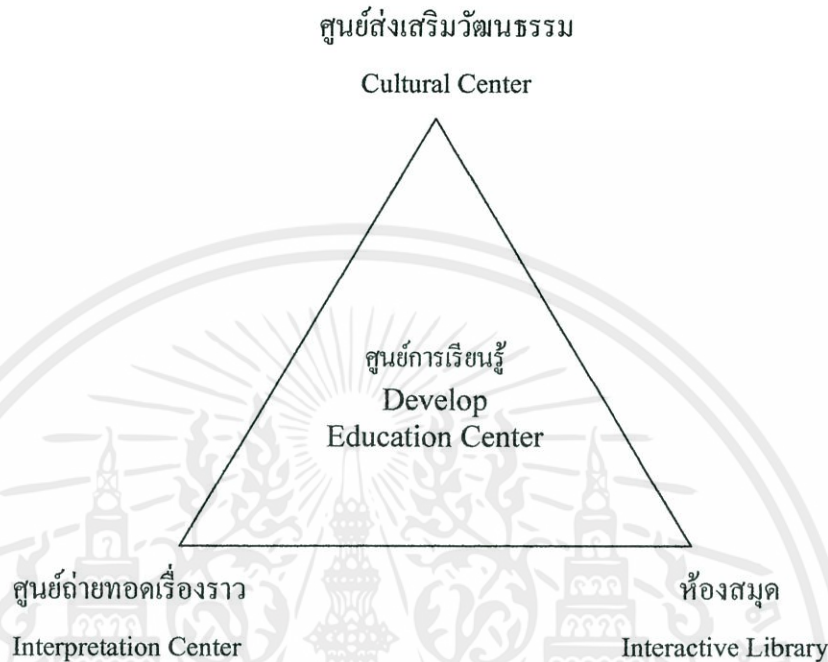 ศูนย์ส่งเสริมวัฒนธรรม
Cultural Center
ศูนย์การเรียนรู้
Develop
Education Center
ศูนย์ถ่ายทอดเรื่องราว
ห้องสมุด
Interpretation Center
Interactive Library